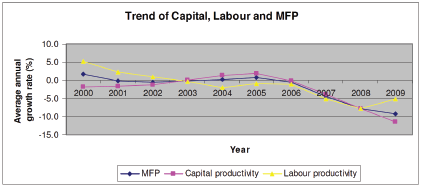 Trend of Capital, Labour and MFP
Average annual
growth rate (%)
10.0
5.0
0.0
-5.0
-10.0
-15.0
2000 2001 2002 2003 2004 2005 2006 2007 2008 2009
Year
MFP Capital productivity Labour productivity